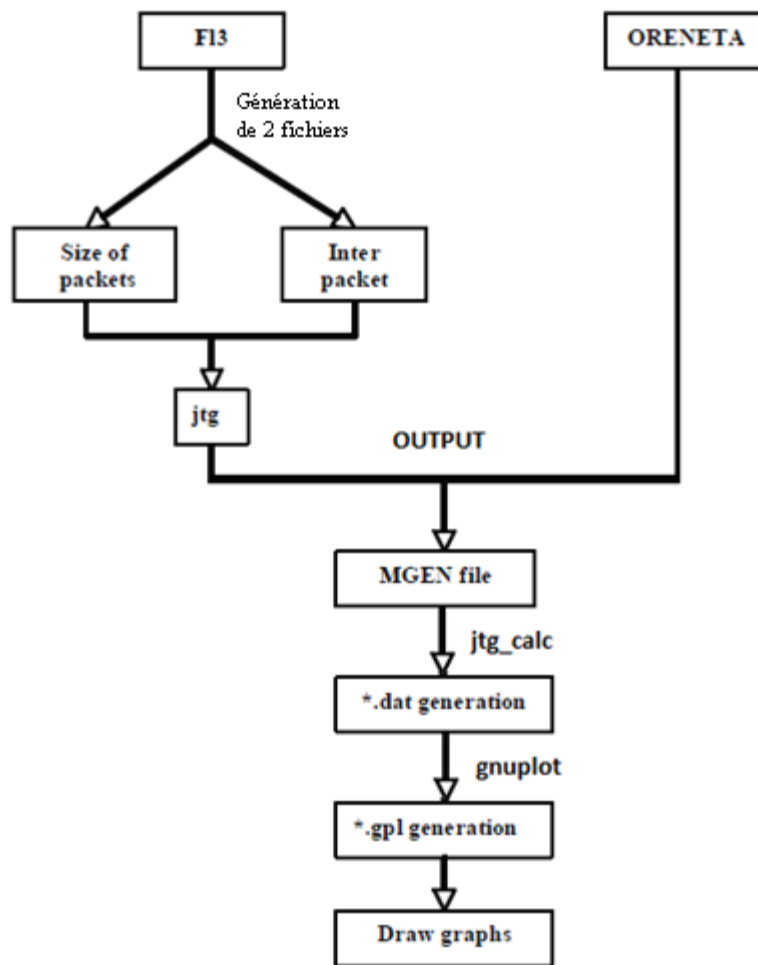 Fl3
ORENETA
Génération
de 2 fichiers
Size of
packets
Inter
packet
jtg
OUTPUT
MGEN file
jtg_calc
*.dat generation
gnuplot
*.gpl generation
Draw graphs